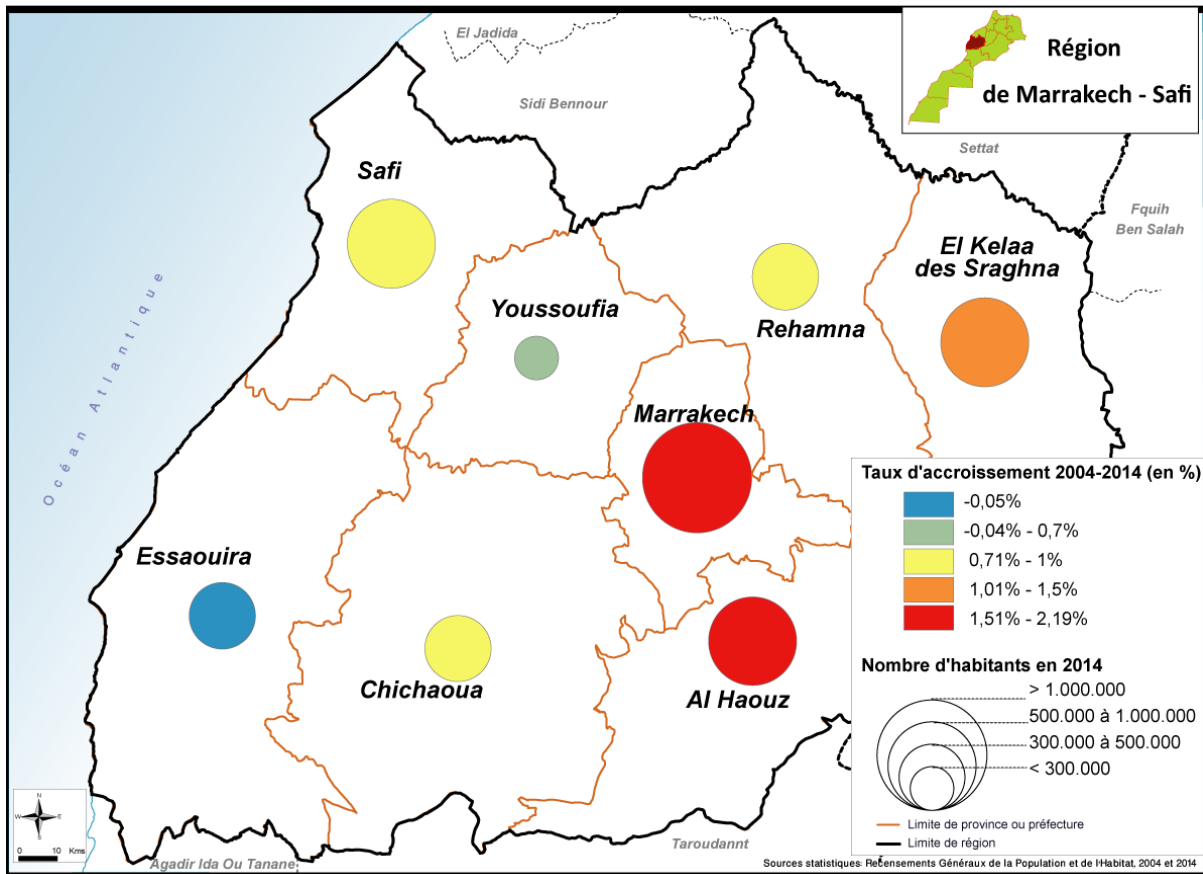 El Jadida
Sidi Bennour
Région
de Marrakech - Safi
Settat
Fquih
Ben Salah
Safi
El Kelaa
des Sraghna
Youssoufia
Rehamna
Océan Atlantique
Marrakech
Essaouira
Chichaoua
Al Haouz
Taux d'accroissement 2004-2014 (en %)
-0,05%
-0,04% - 0,7%
0,71% - 1%
1,01% - 1,5%
1,51% - 2,19%
Nombre d'habitants en 2014
> 1.000.000
500.000 à 1.000.000
300.000 à 500.000
< 300.000
Limite de province ou préfecture
Limite de région
N
W E
S
0 10 Kms
Agadir Ida Ou Tanane
Taroudannt
Sources statistiques: Recensements Généraux de la Population et de l'Habitat, 2004 et 2014